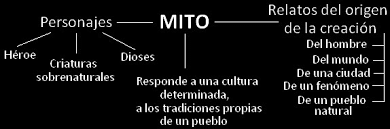 Personajes
MITO
Relatos del origen
de la creación
Héroe
Criaturas
sobrenaturales
Dioses
Responde a una cultura
determinada,
a los tradiciones propias
de un pueblo
Del hombre
Del mundo
De una ciudad
De un fenómeno
De un pueblo
natural